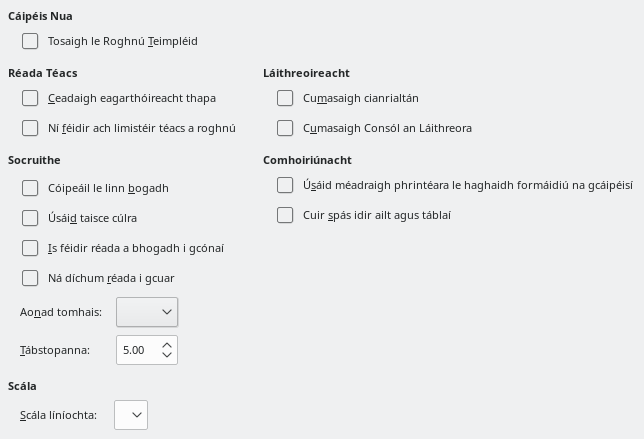 Cáipéis Nua
Tosaigh le Roghnú Teimpléid
Réada Téacs
Ceadaigh eagarthóireacht thapa
Ní féidir ach limistéir téacs a roghnú
Láithreoireacht
Cumasaigh cianrialtán
Cumasaigh Consól an Láithreora
Socruithe
Cóipeáil le linn bogadh
Úsáid taisce cúlra
Is féidir réada a bhogadh i gcónaí
Ná díchum réada i gcuar
Aonad tomhais:
Tábstopanna: 5.00
Comhoiriúnacht
Úsáid méadraigh phrintéara le haghaidh formáidiú na gcáipéisí
Cuir spás idir ailt agus táblaí
Scála
Scála líníochta: